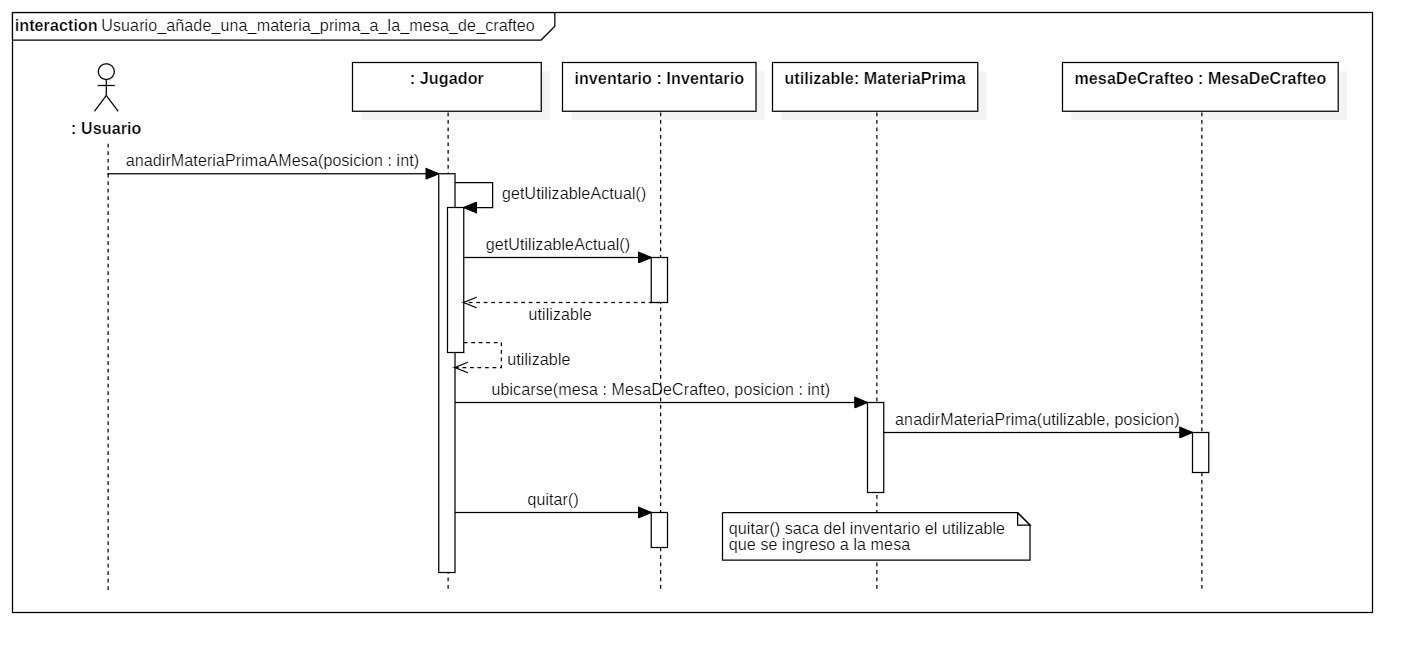 interaction Usuario_añade_una_materia_prima_a_la_mesa_de_crafteo
: Usuario
: Jugador
inventario : Inventario
utilizable: MateriaPrima
mesaDeCrafteo : MesaDeCrafteo
anadirMateriaPrimaAMesa(posicion : int)
getUtilizableActual()
getUtilizableActual()
utilizable
utilizable
ubicarse(mesa : MesaDeCrafteo, posicion : int)
anadirMateriaPrima(utilizable, posicion)
quitar()
quitar() saca del inventario el utilizable
que se ingreso a la mesa